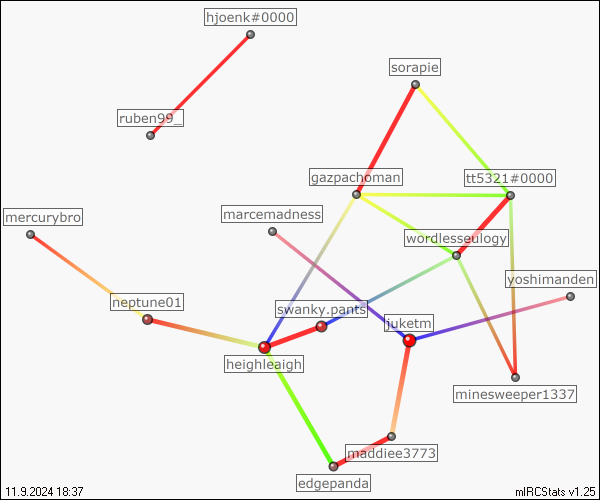 hjoenk#0000
sorapie
ruben99_
gazpachoman
tt5321#0000
mercurybro
marcemadness
wordlesseulogy
yoshimanden
neptune01
swanky.pants
juketm
heighleaigh
minesweeper1337
maddiee3773
edgepanda
11.9.2024 18:37
mIRCStats v1.25